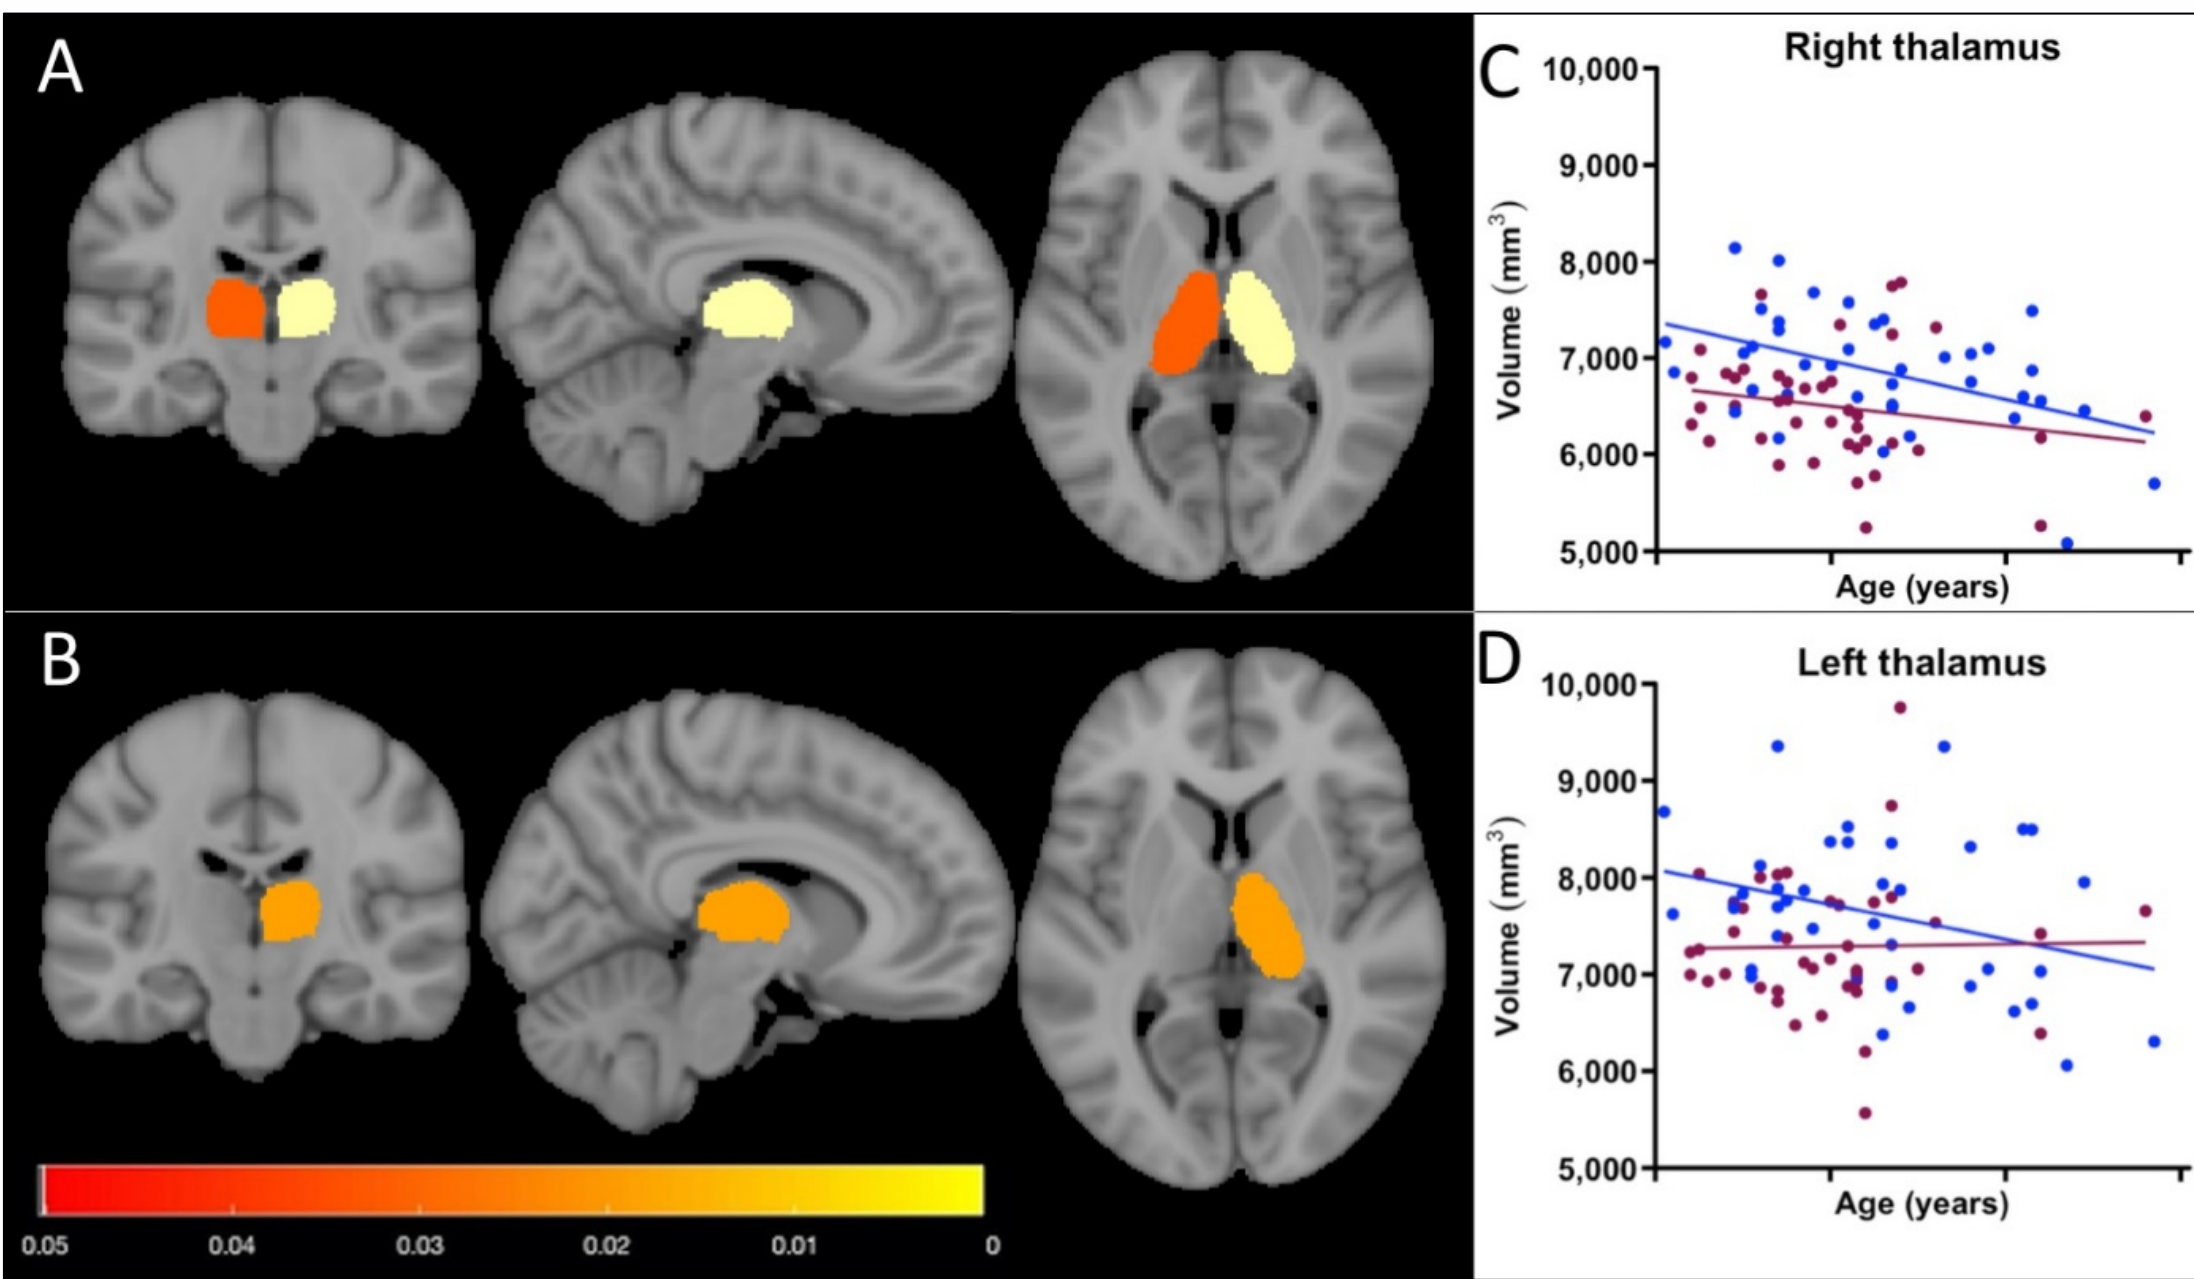 A
B
0.05 0.04 0.03 0.02 0.01 0
C
Right thalamus
10,000
9,000
8,000
7,000
6,000
5,000
Volume (mm³)
Age (years)
D
Left thalamus
10,000
9,000
8,000
7,000
6,000
5,000
Volume (mm³)
Age (years)